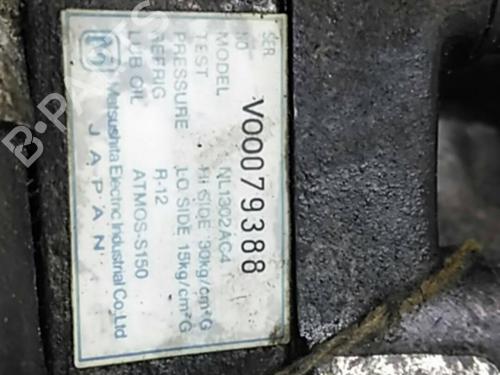 SER NO V00079388
MODEL NL1302AC4
TEST HI SIDE 30kg/cm²G
PRESSURE LO SIDE 15kg/cm²G
REFRIG R-12
LUB OIL ATMOS-S150
M Matsushita Electric Industrial Co.,Ltd
JAPAN
B-PARTS